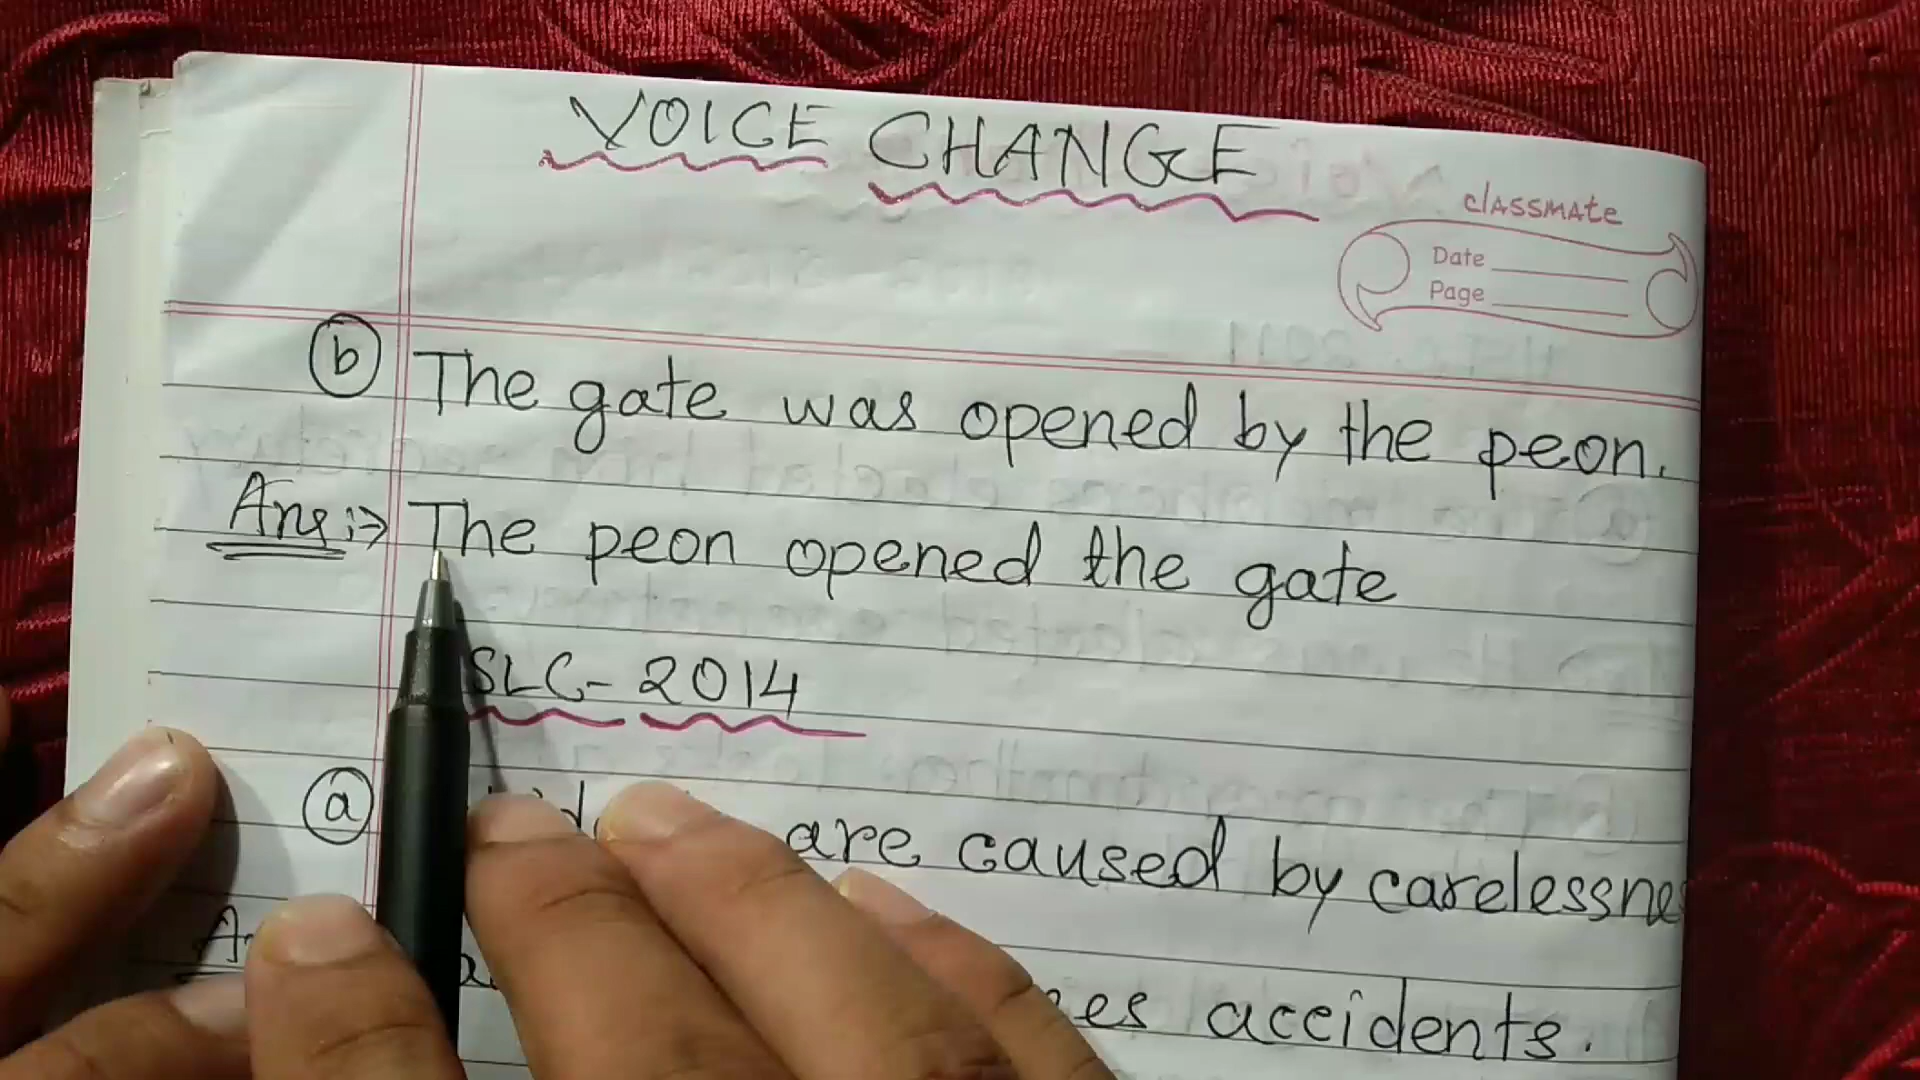 VOICE CHANGE
classmate
Date
Page
(b) The gate was opened by the peon.
Ans:-> The peon opened the gate
SLC- 2014
(a) are caused by
accidents.